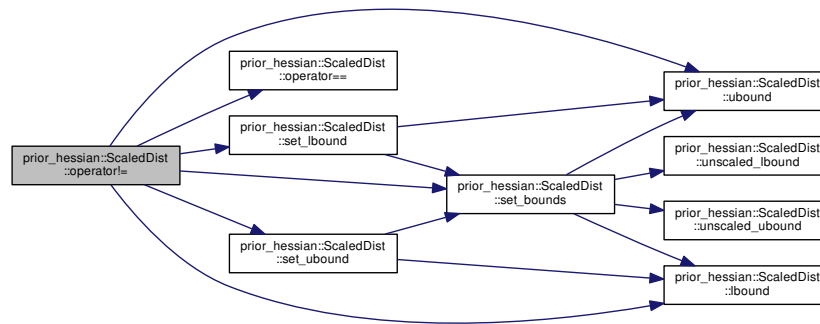 prior_hessian::ScaledDist
::operator!=
prior_hessian::ScaledDist
::operator==
prior_hessian::ScaledDist
::set_lbound
prior_hessian::ScaledDist
::set_ubound
prior_hessian::ScaledDist
::set_bounds
prior_hessian::ScaledDist
::ubound
prior_hessian::ScaledDist
::unscaled_lbound
prior_hessian::ScaledDist
::unscaled_ubound
prior_hessian::ScaledDist
::lbound